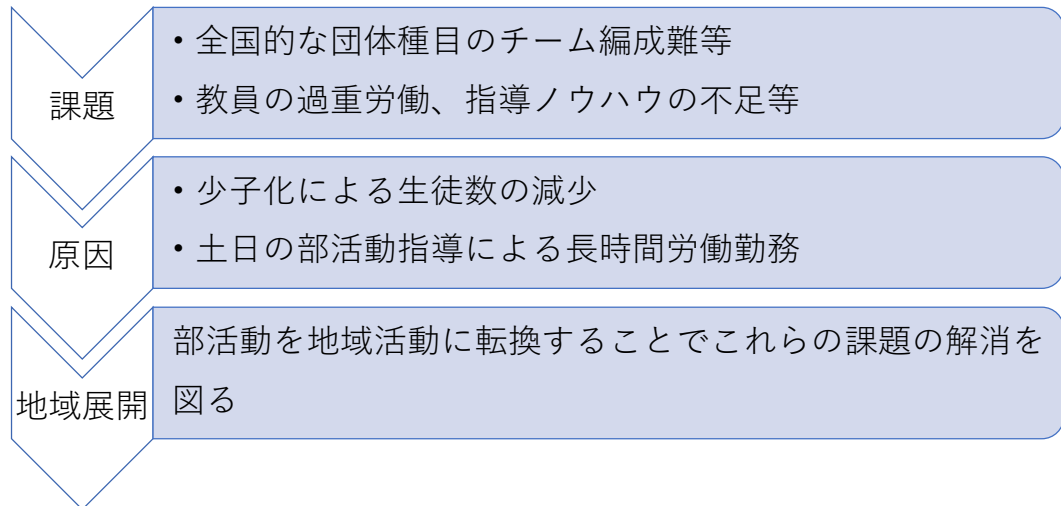 課題
・全国的な団体種目のチーム編成難等
・教員の過重労働、指導ノウハウの不足等
原因
・少子化による生徒数の減少
・土日の部活動指導による長時間労働勤務
地域展開
部活動を地域活動に転換することでこれらの課題の解消を
図る